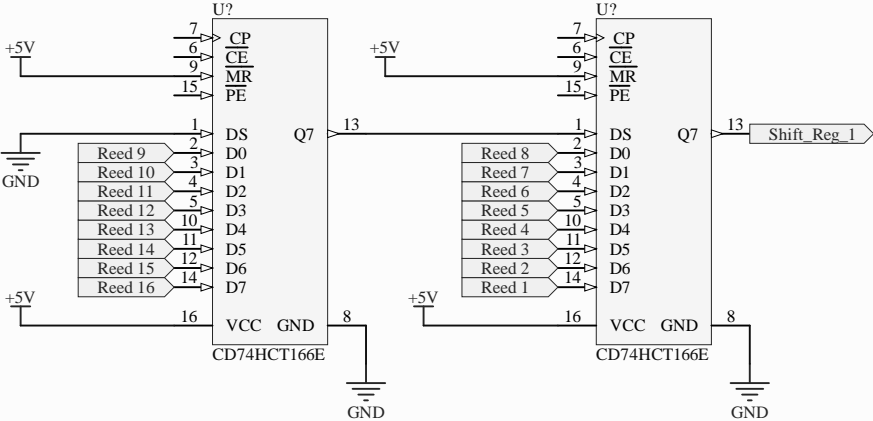 U?
7 CP
+5V
6 CE
9 MR
15 PE
1 DS
Q7 13
GND
Reed 9 2 D0
Reed 10 3 D1
Reed 11 4 D2
Reed 12 5 D3
Reed 13 10 D4
Reed 14 11 D5
Reed 15 12 D6
Reed 16 14 D7
+5V
16 VCC GND 8
CD74HCT166E
GND
U?
7 CP
+5V
6 CE
9 MR
15 PE
1 DS
Q7 13 Shift_Reg_1
Reed 8 2 D0
Reed 7 3 D1
Reed 6 4 D2
Reed 5 5 D3
Reed 4 10 D4
Reed 3 11 D5
Reed 2 12 D6
Reed 1 14 D7
+5V
16 VCC GND 8
CD74HCT166E
GND